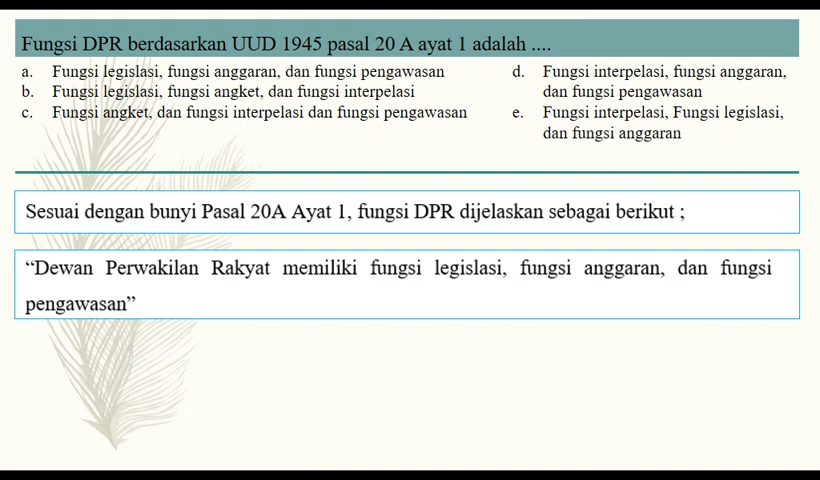 Fungsi DPR berdasarkan UUD 1945 pasal 20 A ayat 1 adalah ....
a. Fungsi legislasi, fungsi anggaran, dan fungsi pengawasan
b. Fungsi legislasi, fungsi angket, dan fungsi interpelasi
c. Fungsi angket, dan fungsi interpelasi dan fungsi pengawasan
d. Fungsi interpelasi, fungsi anggaran,
dan fungsi pengawasan
e. Fungsi interpelasi, Fungsi legislasi,
dan fungsi anggaran
Sesuai dengan bunyi Pasal 20A Ayat 1, fungsi DPR dijelaskan sebagai berikut ;
“Dewan Perwakilan Rakyat memiliki fungsi legislasi, fungsi anggaran, dan fungsi
pengawasan”